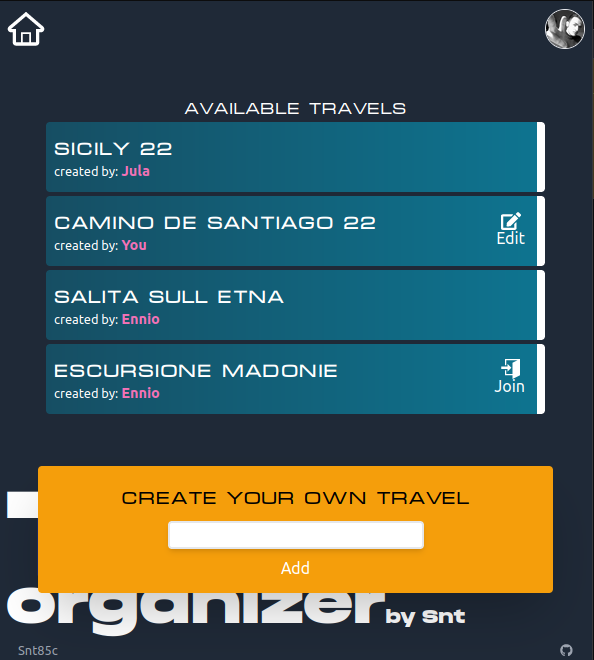 AVAILABLE TRAVELS
SICILY 22
created by: Jula
CAMINO DE SANTIAGO 22
created by: You
Edit
SALITA SULL ETNA
created by: Ennio
ESCURSIONE MADONIE
created by: Ennio
Join
CREATE YOUR OWN TRAVEL
Add
organizer by Snt
Snt85c